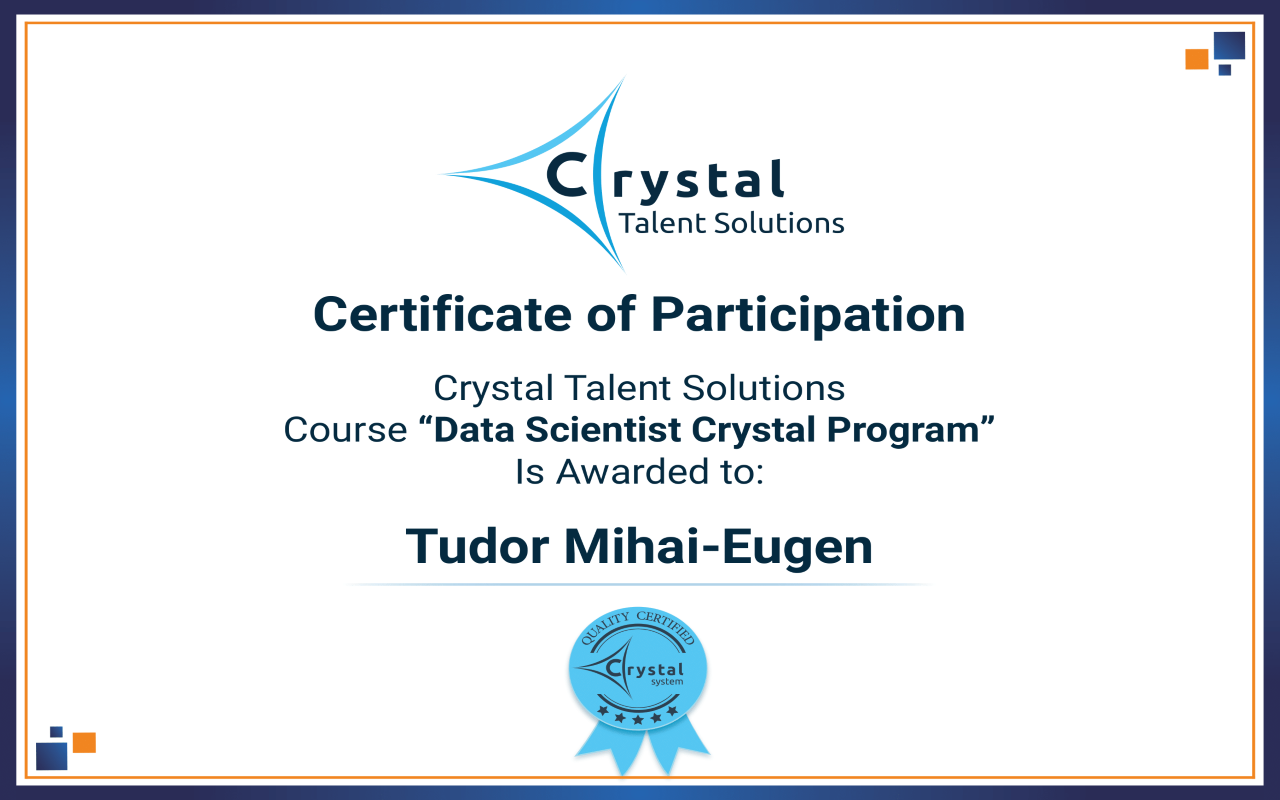 Crystal
Talent Solutions
Certificate of Participation
Crystal Talent Solutions
Course “Data Scientist Crystal Program”
Is Awarded to:
Tudor Mihai-Eugen
QUALITY CERTIFIED
Crystal
system